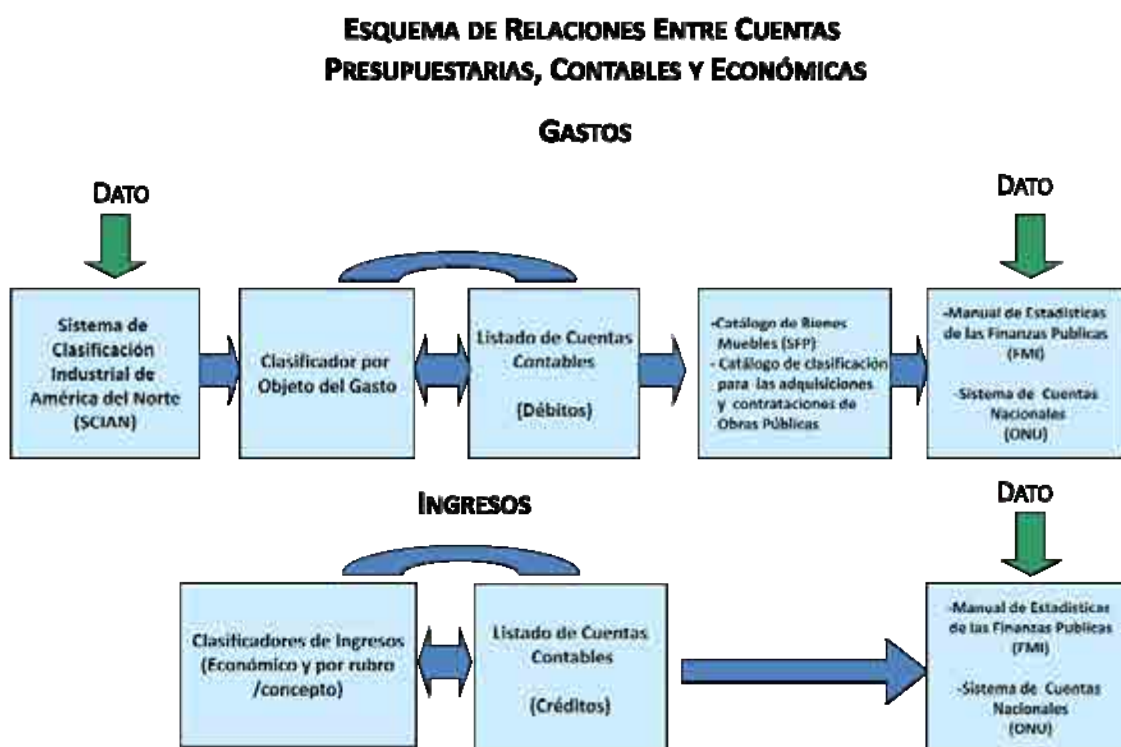 ESQUEMA DE RELACIONES ENTRE CUENTAS
PRESUPUESTARIAS, CONTABLES Y ECONÓMICAS
GASTOS
DATO
DATO
Sistema de
Clasificación
Industrial de
América del Norte
(SCIAN)
Clasificador por
Objeto del Gasto
Listado de Cuentas
Contables
(Débitos)
-Catálogo de Bienes
Muebles (SFP)
- Catálogo de clasificación
para las adquisiciones
y contrataciones de
Obras Públicas
-Manual de Estadísticas
de las Finanzas Publicas
(FMI)
-Sistema de Cuentas
Nacionales
(ONU)
INGRESOS
DATO
Clasificadores de Ingresos
(Económico y por rubro
/concepto)
Listado de Cuentas
Contables
(Créditos)
-Manual de Estadísticas
de las Finanzas Publicas
(FMI)
-Sistema de Cuentas
Nacionales
(ONU)